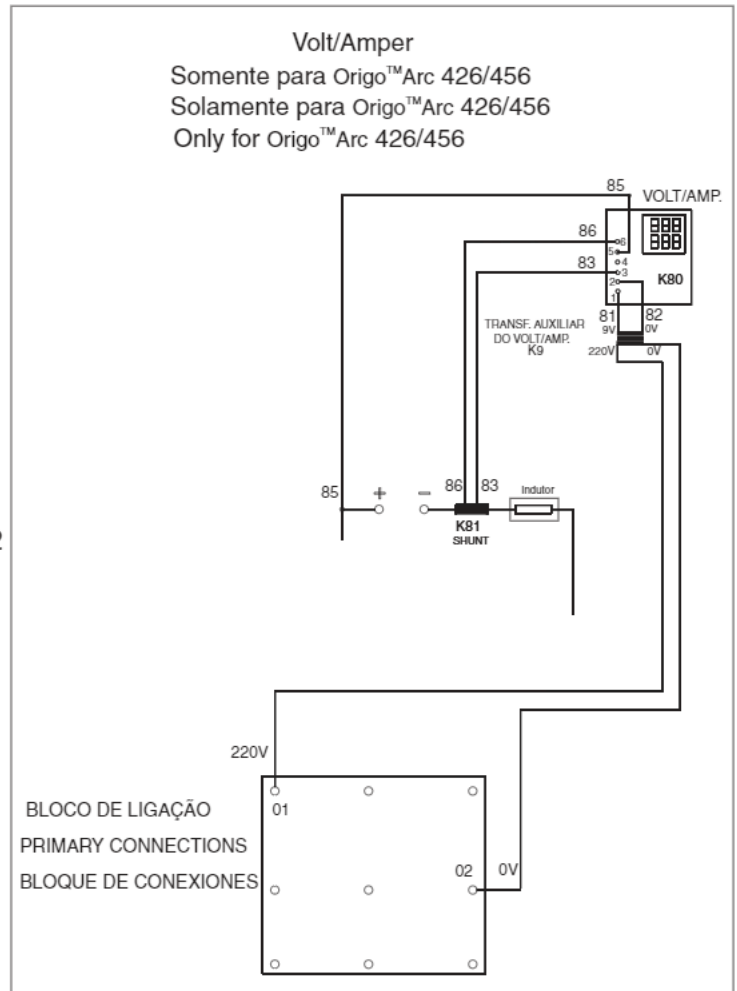 Volt/Amper
Somente para Origo™Arc 426/456
Solamente para Origo™Arc 426/456
Only for Origo™Arc 426/456
85
VOLT/AMP.
86
6
5
83
4
3
K80
2
1
81 82
9V 0V
TRANSF. AUXILIAR
DO VOLT/AMP.
K9
220V 0V
85 + − 86 83 Indutor
K81
SHUNT
2
220V
01
BLOCO DE LIGAÇÃO
PRIMARY CONNECTIONS
BLOQUE DE CONEXIONES
02 0V